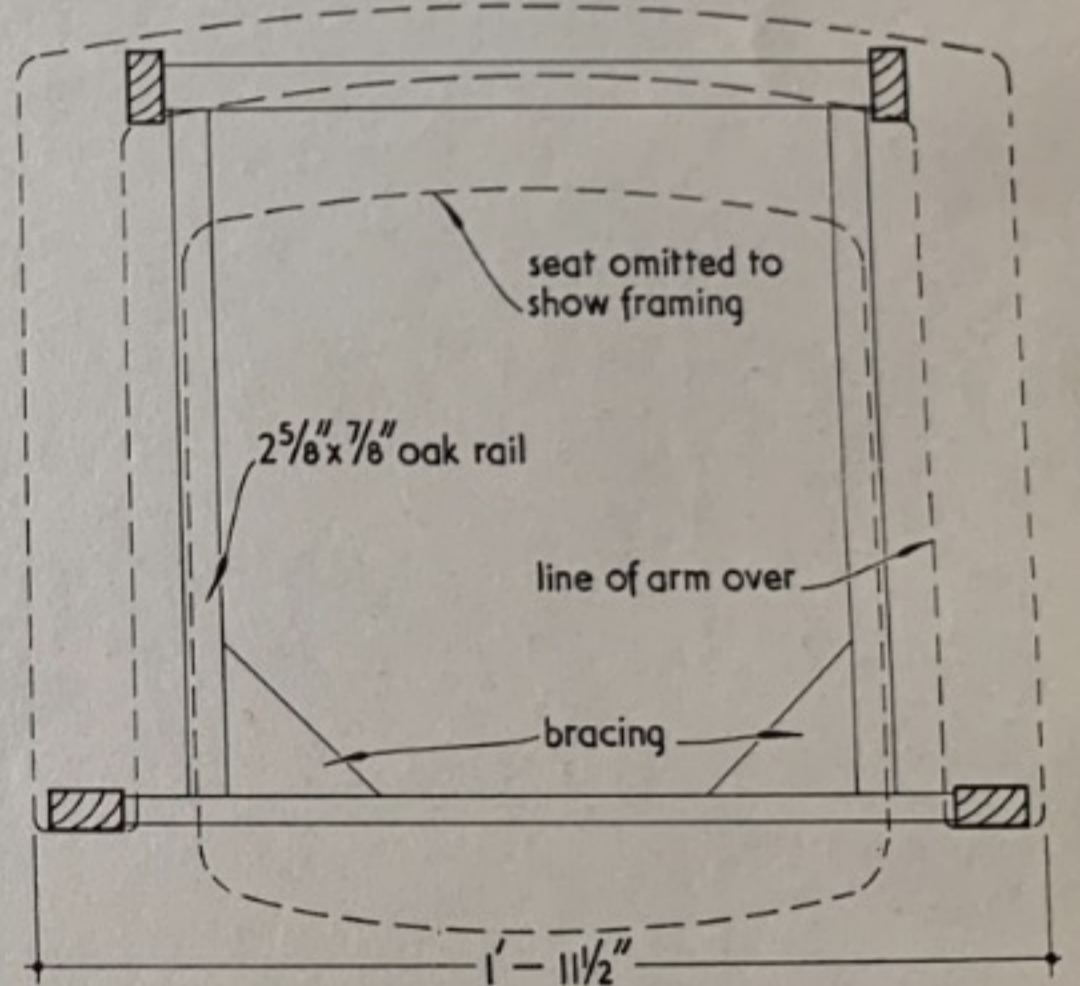 seat omitted to
show framing
2⅝"x⅞" oak rail
line of arm over
bracing
1' – 11½"